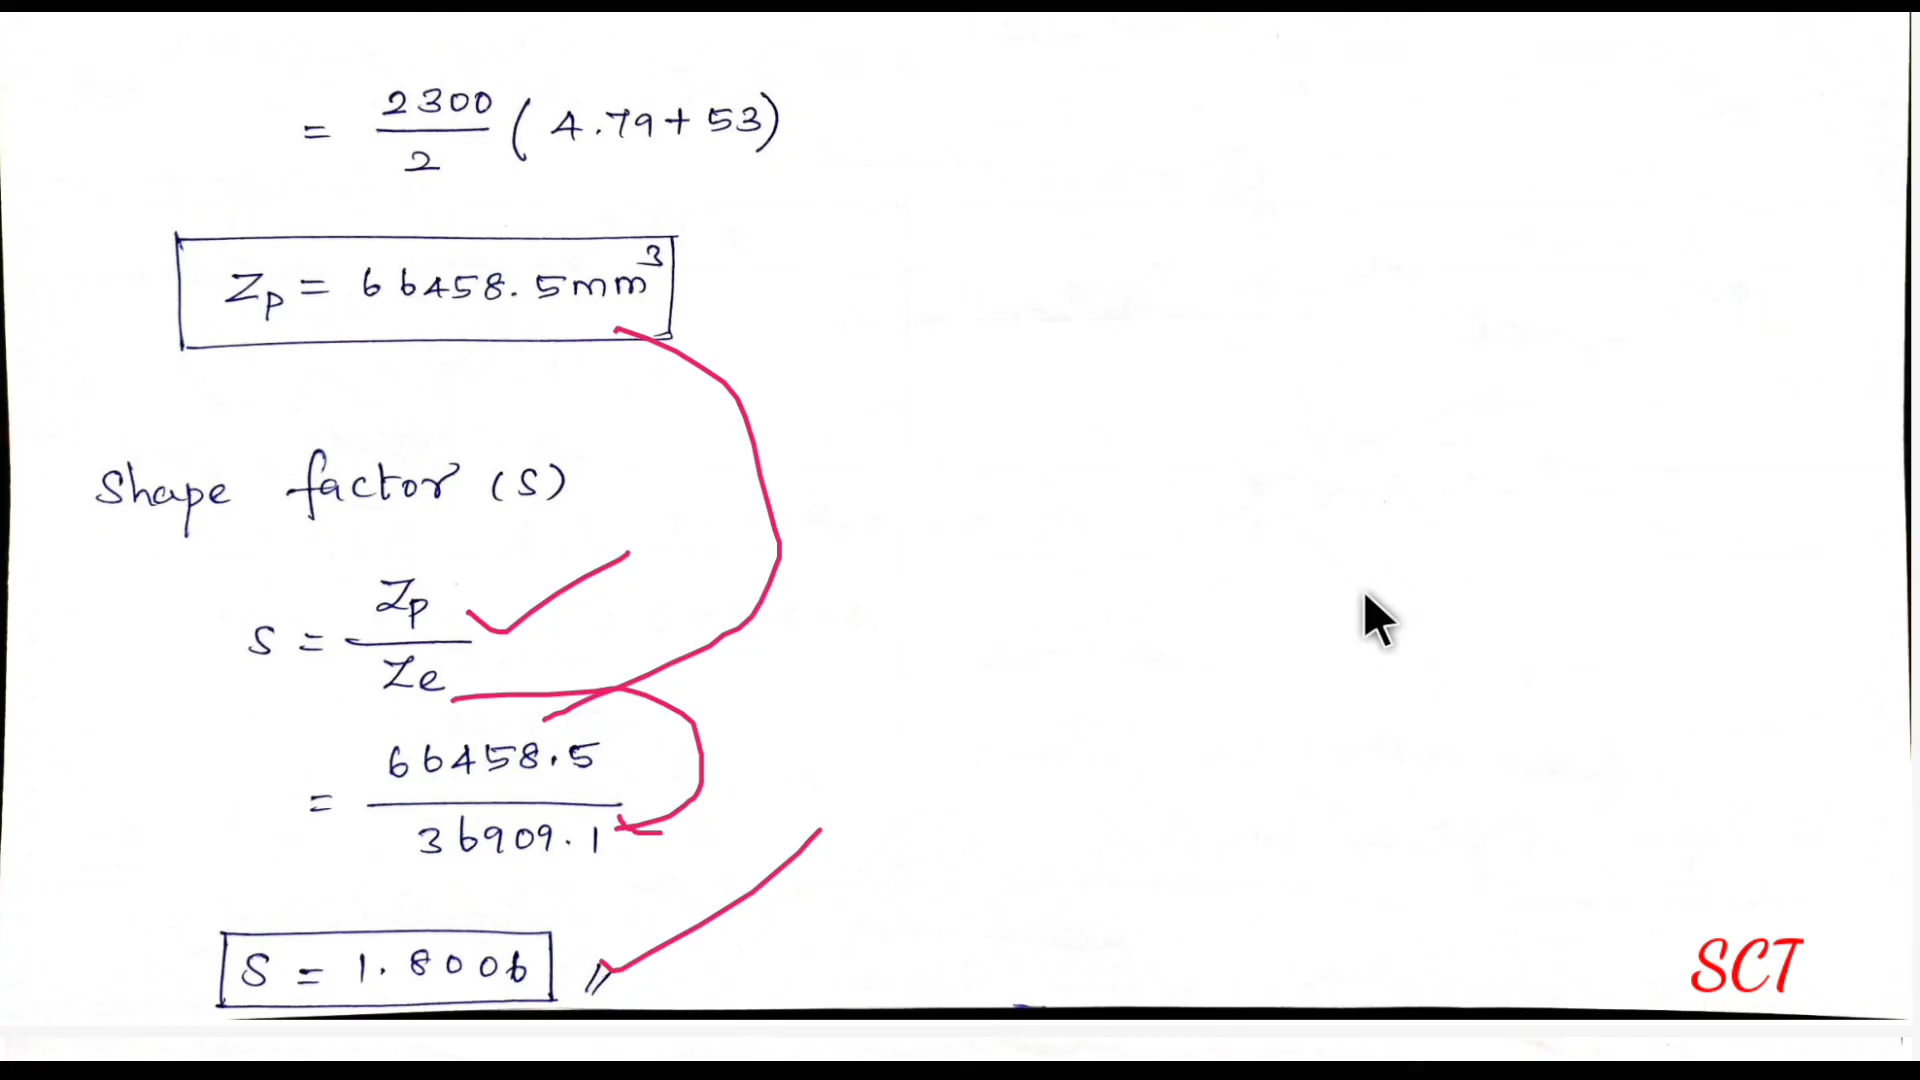 = 2300/2 ( 4.79 + 53)
Zp = 66458.5mm³
Shape factor (S)
S = Zp/Ze
= 66458.5/36909.1
S = 1.8006 //
SCT